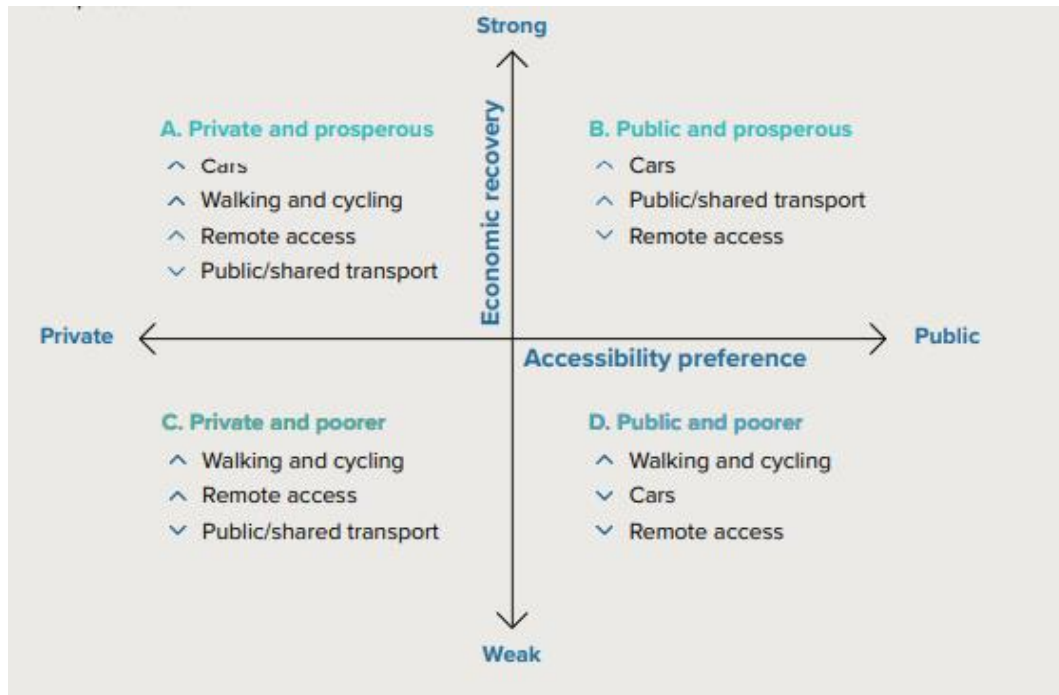 Strong
Economic recovery
A. Private and prosperous
^ Cars
^ Walking and cycling
^ Remote access
˅ Public/shared transport
B. Public and prosperous
^ Cars
^ Public/shared transport
˅ Remote access
Private
Public
Accessibility preference
C. Private and poorer
^ Walking and cycling
^ Remote access
˅ Public/shared transport
D. Public and poorer
^ Walking and cycling
˅ Cars
˅ Remote access
Weak